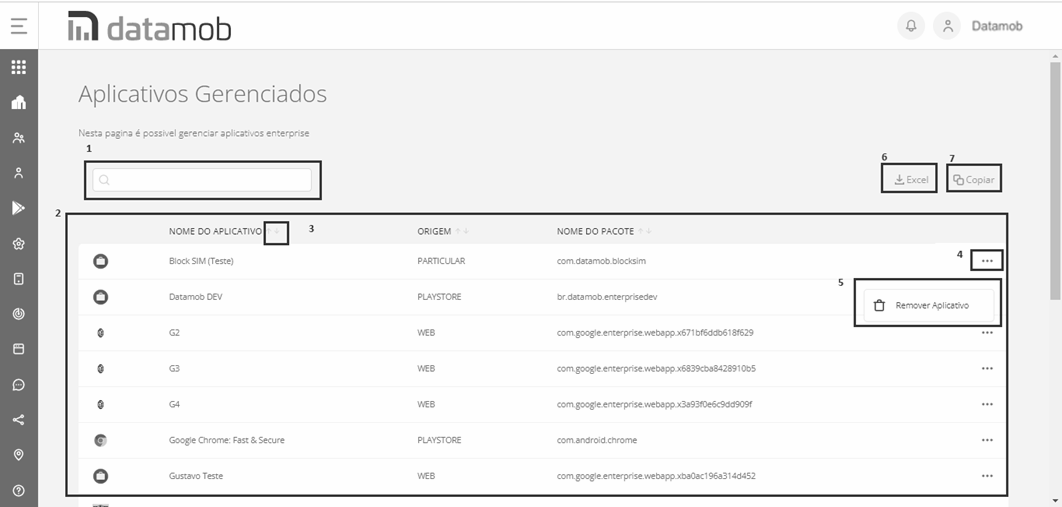 datamob
Datamob
Aplicativos Gerenciados
Nesta pagina é possivel gerenciar aplicativos enterprise
1
6
7
Excel
Copiar
2
NOME DO APLICATIVO
3
ORIGEM
NOME DO PACOTE
Block SIM (Teste) PARTICULAR com.datamob.blocksim
4
5
Datamob DEV PLAYSTORE br.datamob.enterprisedev
Remover Aplicativo
G2 WEB com.google.enterprise.webapp.x671bf6ddb618f629
G3 WEB com.google.enterprise.webapp.x6839cba8428910b5
G4 WEB com.google.enterprise.webapp.x3a93f0e6c9dd909f
Google Chrome: Fast & Secure PLAYSTORE com.android.chrome
Gustavo Teste WEB com.google.enterprise.webapp.xba0ac196a314d452